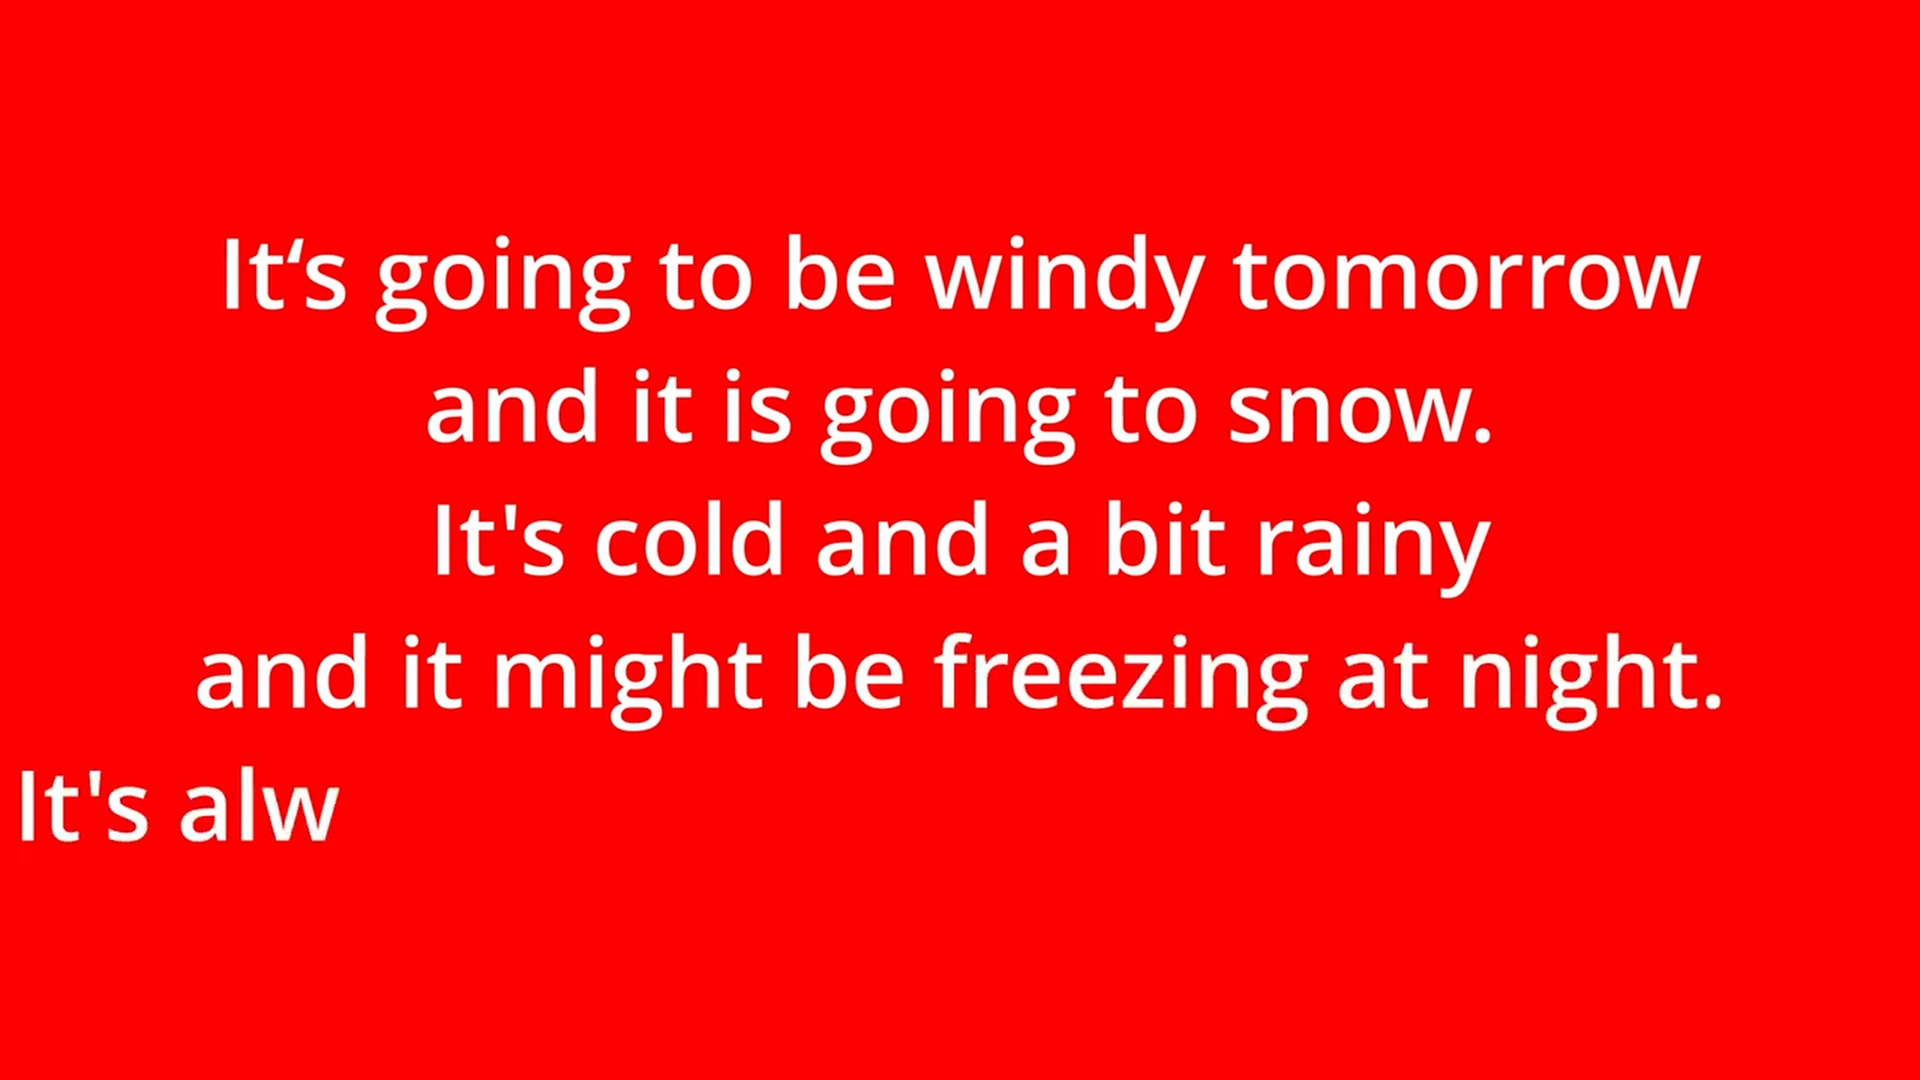 It‘s going to be windy tomorrow
and it is going to snow.
It's cold and a bit rainy
and it might be freezing at night.
It's alw